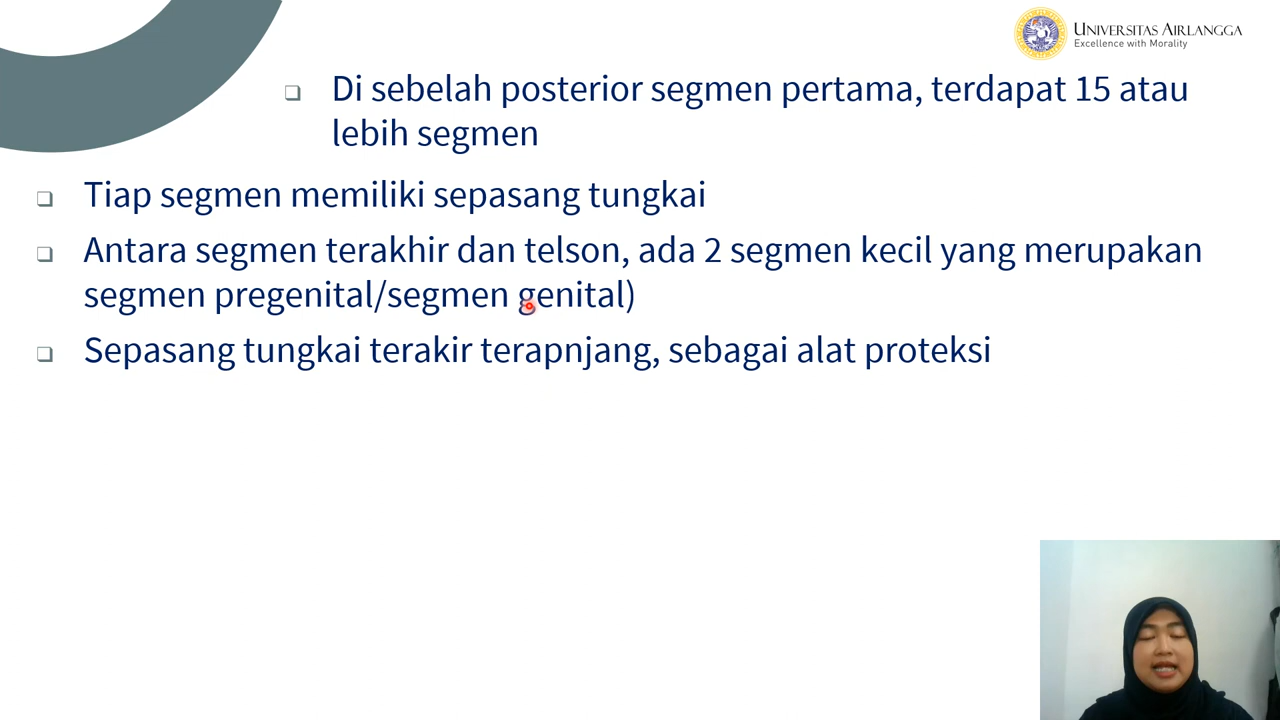 UNIVERSITAS AIRLANGGA
Excellence with Morality
Di sebelah posterior segmen pertama, terdapat 15 atau
lebih segmen
Tiap segmen memiliki sepasang tungkai
Antara segmen terakhir dan telson, ada 2 segmen kecil yang merupakan
segmen pregenital/segmen genital)
Sepasang tungkai terakir terapnjang, sebagai alat proteksi